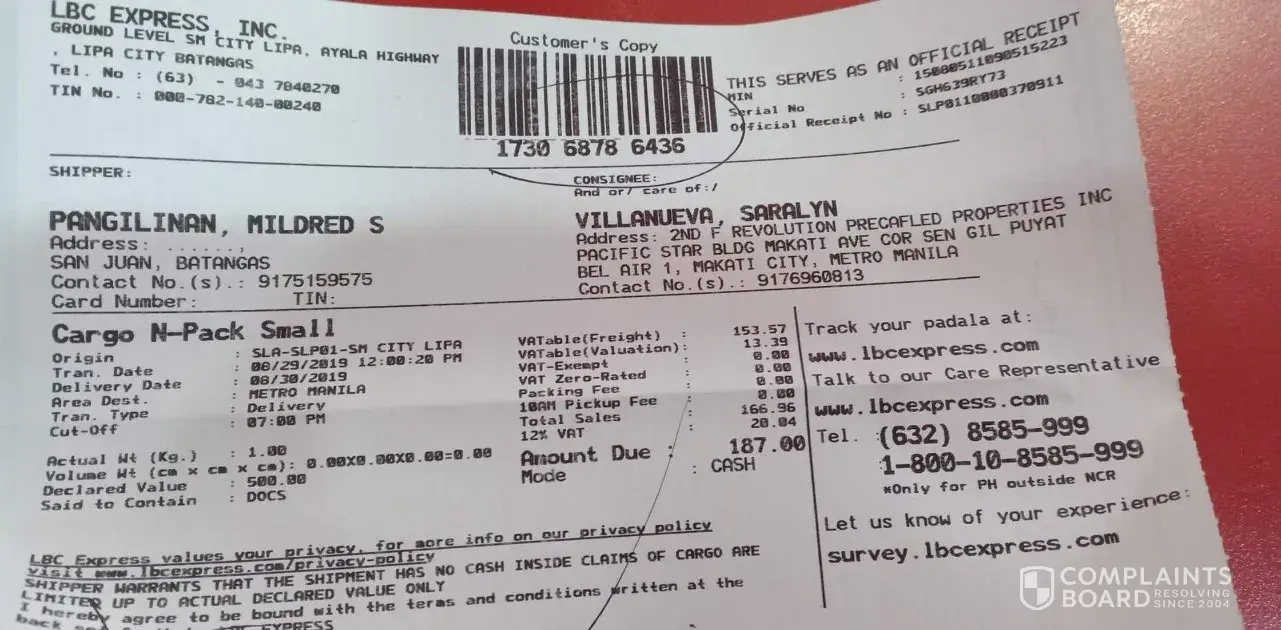 LBC EXPRESS, INC.
GROUND LEVEL SM CITY LIPA, AYALA HIGHWAY
, LIPA CITY BATANGAS
Tel. No : (63) - 043 7840270
TIN No. : 000-782-140-00240
Customer's Copy
1730 6878 6436
THIS SERVES AS AN OFFICIAL RECEIPT
MIN : 15080511090515223
Serial No : SGH639RY73
Official Receipt No : SLP0110000370911
SHIPPER:
PANGILINAN, MILDRED S
Address: ......,
SAN JUAN, BATANGAS
Contact No.(s).: 9175159575
Card Number: TIN:
CONSIGNEE:
And or/ care of:/
VILLANUEVA, SARALYN
Address: 2ND F REVOLUTION PRECAFLED PROPERTIES INC
PACIFIC STAR BLDG MAKATI AVE COR SEN GIL PUYAT
BEL AIR 1, MAKATI CITY, METRO MANILA
Contact No.(s).: 9176960813
Cargo N-Pack Small
Origin : SLA-SLP01-SM CITY LIPA
Tran. Date : 08/29/2019 12:00:20 PM
Delivery Date : 08/30/2019
Area Dest. : METRO MANILA
Tran. Type : Delivery
Cut-Off : 07:00 PM
Actual Wt (Kg.) : 1.00
Volume Wt (cm x cm x cm): 0.00X0.00X0.00=0.00
Declared Value : 500.00
Said to Contain : DOCS
VATable(Freight) : 153.57
VATable(Valuation): 13.39
VAT-Exempt : 0.00
VAT Zero-Rated : 0.00
Packing Fee : 0.00
10AM Pickup Fee :
Total Sales : 166.96
12% VAT : 20.04
Amount Due : 187.00
Mode : CASH
Track your padala at:
www.lbcexpress.com
Talk to our Care Representative
www.lbcexpress.com
Tel. :(632) 8585-999
1-800-10-8585-999
*Only for PH outside NCR
Let us know of your experience:
survey.lbcexpress.com
LBC Express values your privacy, for more info on our privacy policy
visit www.lbcexpress.com/privacy-policy
SHIPPER WARRANTS THAT THE SHIPMENT HAS NO CASH INSIDE CLAIMS OF CARGO ARE
LIMITED UP TO ACTUAL DECLARED VALUE ONLY
I hereby agree to be bound with the terms and conditions written at the
back EXPRESS
COMPLAINTS
BOARD RESOLVING SINCE 2004